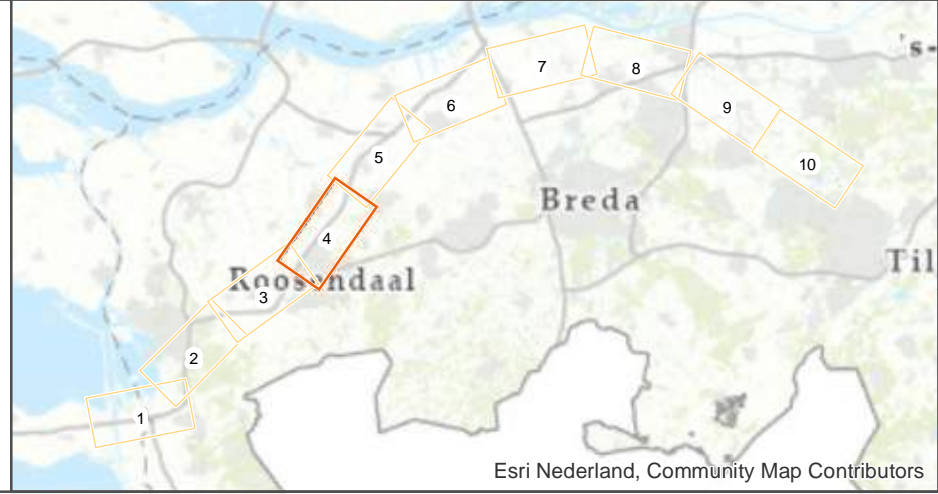 's-
7
8
6
9
5
10
Breda
4
Til
Roosendaal
3
2
1
Esri Nederland, Community Map Contributors